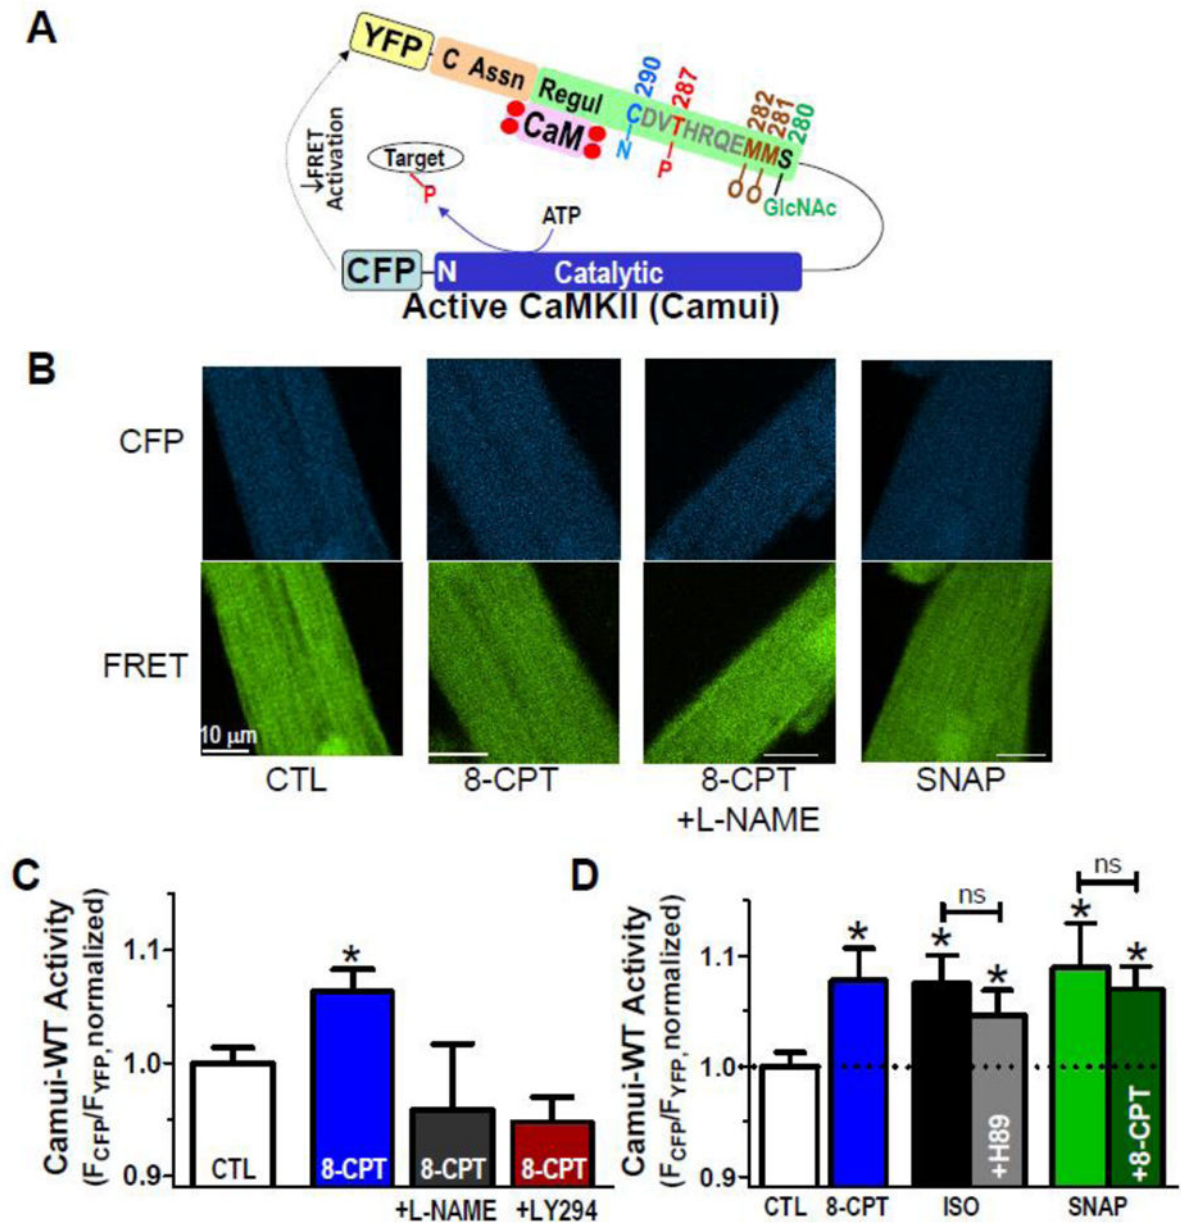 A
YFP
C Assn
Regul
290
287
282
281
280
CDVTHRQEMMS
CaM
N
P
O
O
GlcNAc
↓FRET
Activation
Target
P
ATP
CFP
N
Catalytic
Active CaMKII (Camui)
B
CFP
FRET
10 μm
CTL
8-CPT
8-CPT
+L-NAME
SNAP
C
Camui-WT Activity
(FCFP/FYFP,normalized)
1.1
1.0
0.9
*
CTL
8-CPT
8-CPT
8-CPT
+L-NAME
+LY294
D
Camui-WT Activity
(FCFP/FYFP,normalized)
1.1
1.0
0.9
ns
ns
*
*
*
*
*
+H89
+8-CPT
CTL
8-CPT
ISO
SNAP